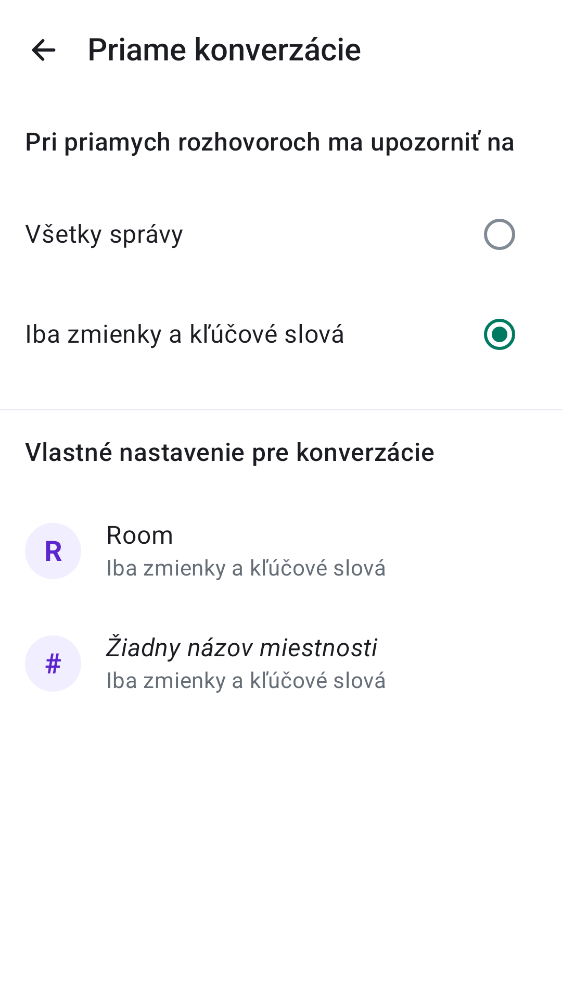 Priame konverzácie
Pri priamych rozhovoroch ma upozorniť na
Všetky správy
Iba zmienky a kľúčové slová
Vlastné nastavenie pre konverzácie
R
Room
Iba zmienky a kľúčové slová
#
Žiadny názov miestnosti
Iba zmienky a kľúčové slová